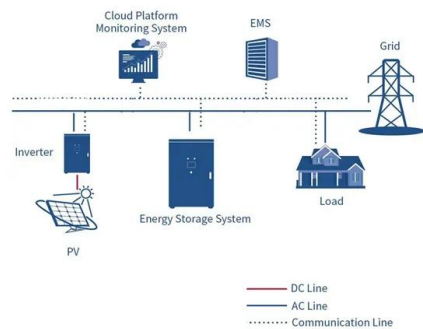 Cloud Platform
Monitoring System
EMS
Grid
Inverter
Energy Storage System
Load
PV
DC Line
AC Line
Communication Line